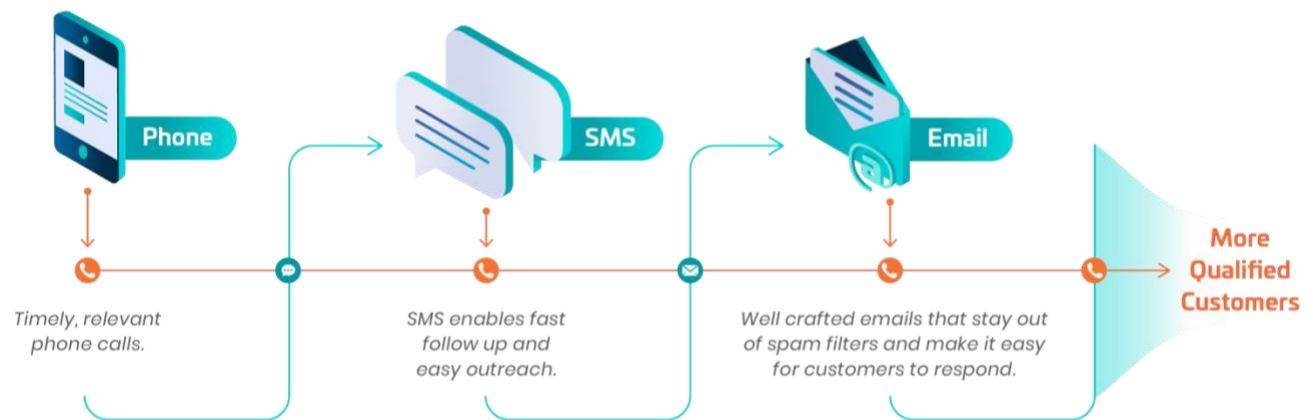 Phone
SMS
Email
Timely, relevant
phone calls.
SMS enables fast
follow up and
easy outreach.
Well crafted emails that stay out
of spam filters and make it easy
for customers to respond.
More
Qualified
Customers